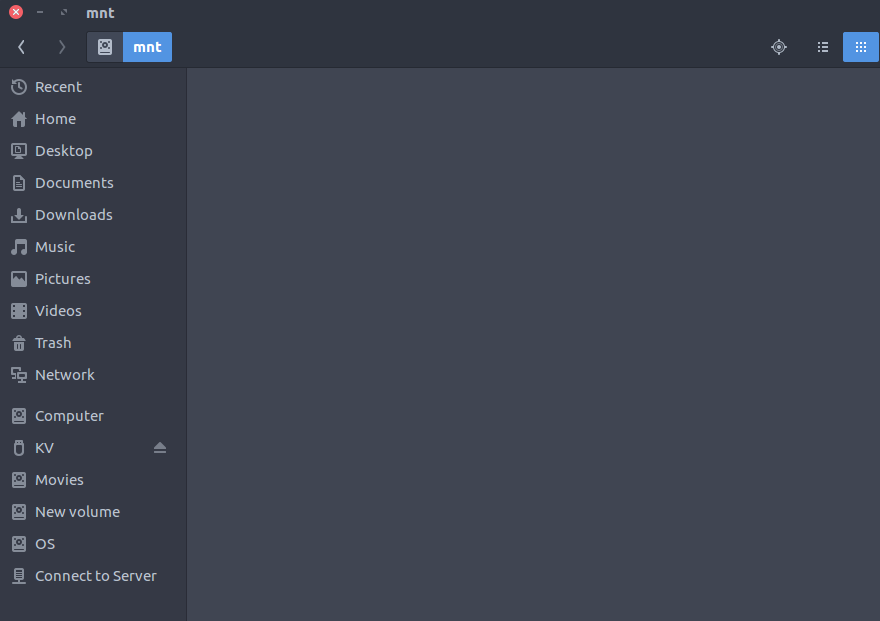 mnt
mnt
Recent
Home
Desktop
Documents
Downloads
Music
Pictures
Videos
Trash
Network
Computer
KV
Movies
New volume
OS
Connect to Server